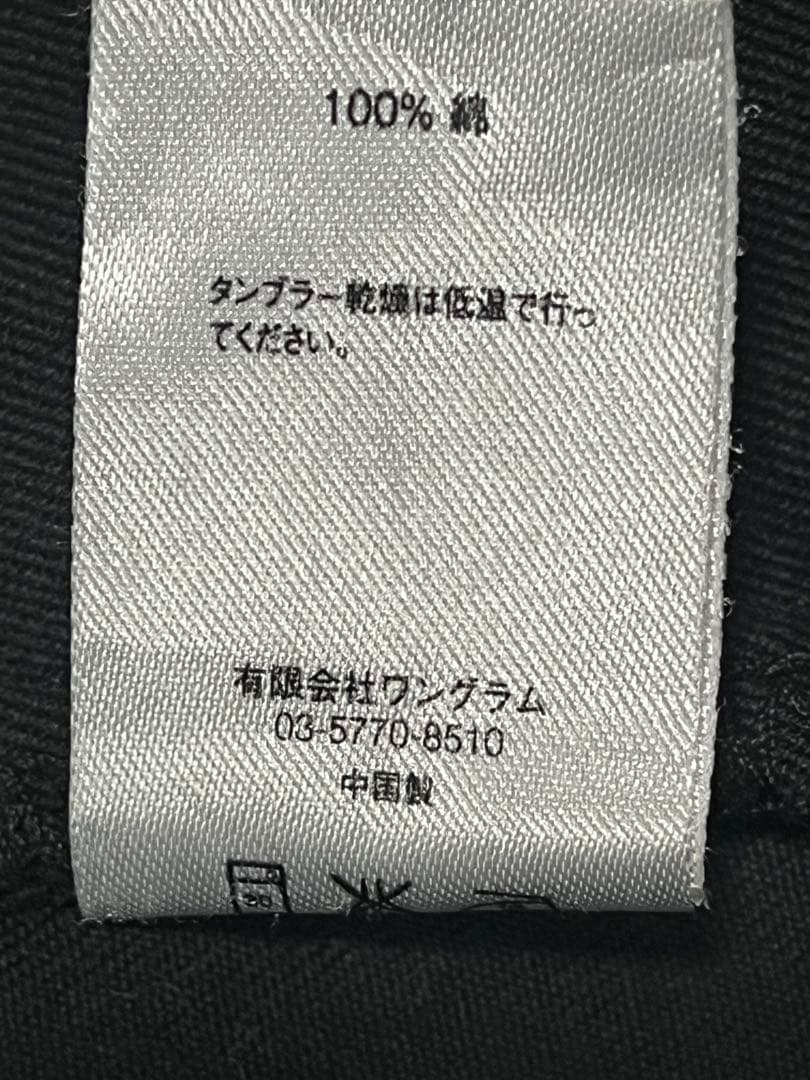 100% 綿
タンブラー乾燥は低温で行っ
てください。
有限会社ワングラム
03-5770-8510
中国製